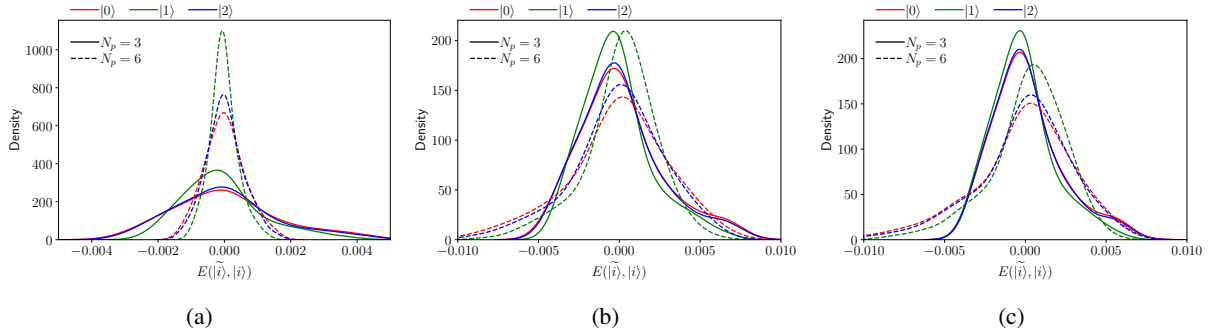 |0⟩ |1⟩ |2⟩
N_p = 3
N_p = 6
1000
800
600
400
200
0
Density
−0.004 −0.002 0.000 0.002 0.004
E(|ĩ⟩, |i⟩)
(a)
|0⟩ |1⟩ |2⟩
N_p = 3
N_p = 6
200
150
100
50
0
Density
−0.010 −0.005 0.000 0.005 0.010
E(|ĩ⟩, |i⟩)
(b)
|0⟩ |1⟩ |2⟩
N_p = 3
N_p = 6
200
150
100
50
0
Density
−0.010 −0.005 0.000 0.005 0.010
E(|ĩ⟩, |i⟩)
(c)